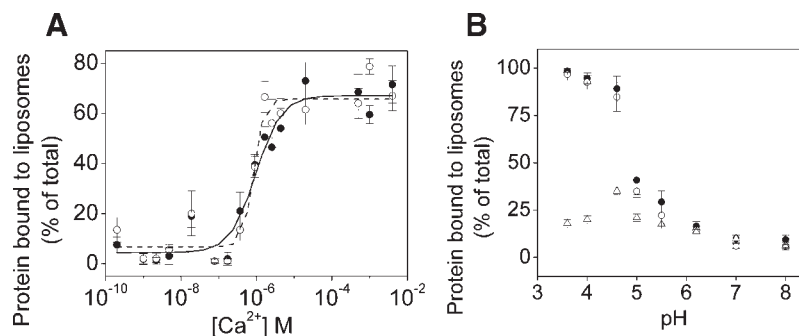 A
Protein bound to liposomes
(% of total)
80
60
40
20
0
10⁻¹⁰ 10⁻⁸ 10⁻⁶ 10⁻⁴ 10⁻²
[Ca²⁺] M
B
Protein bound to liposomes
(% of total)
100
75
50
25
0
3 4 5 6 7 8
pH